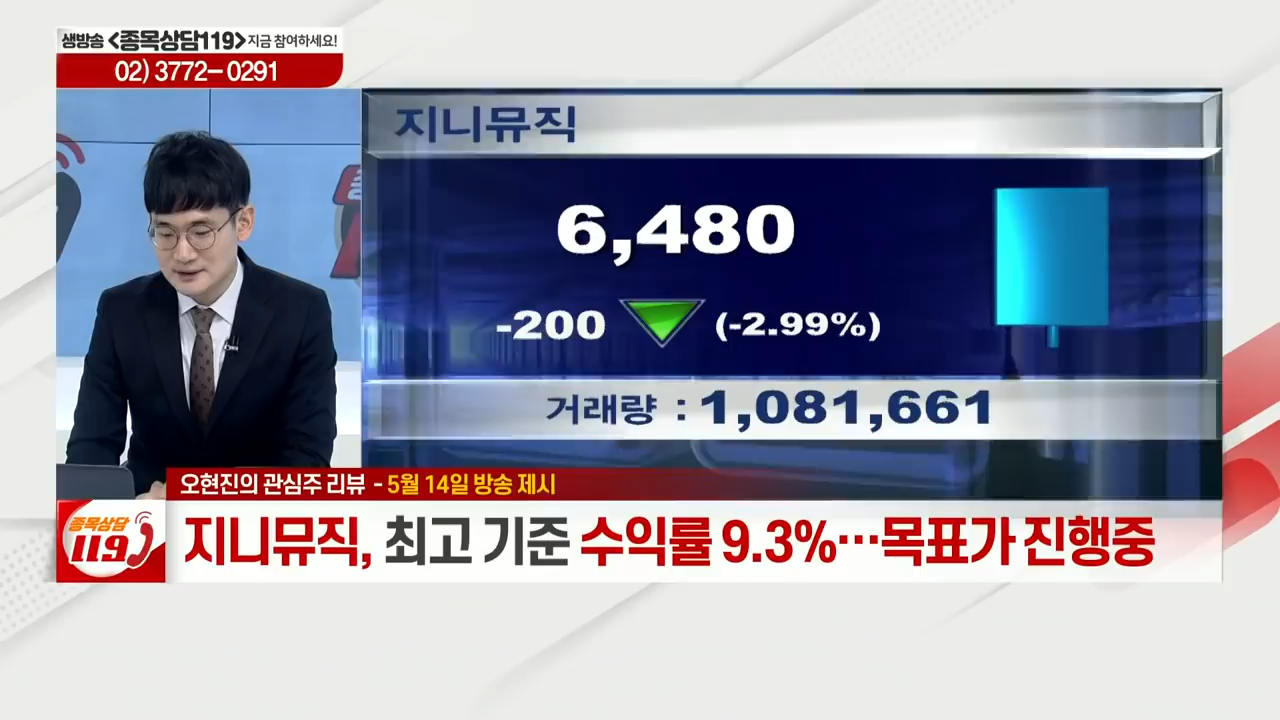 생방송 <종목상담119> 지금 참여하세요!
02) 3772-0291
지니뮤직
6,480
-200 (-2.99%)
거래량 : 1,081,661
오현진의 관심주 리뷰 - 5월 14일 방송 제시
종목상담
119
지니뮤직, 최고 기준 수익률 9.3%…목표가 진행중